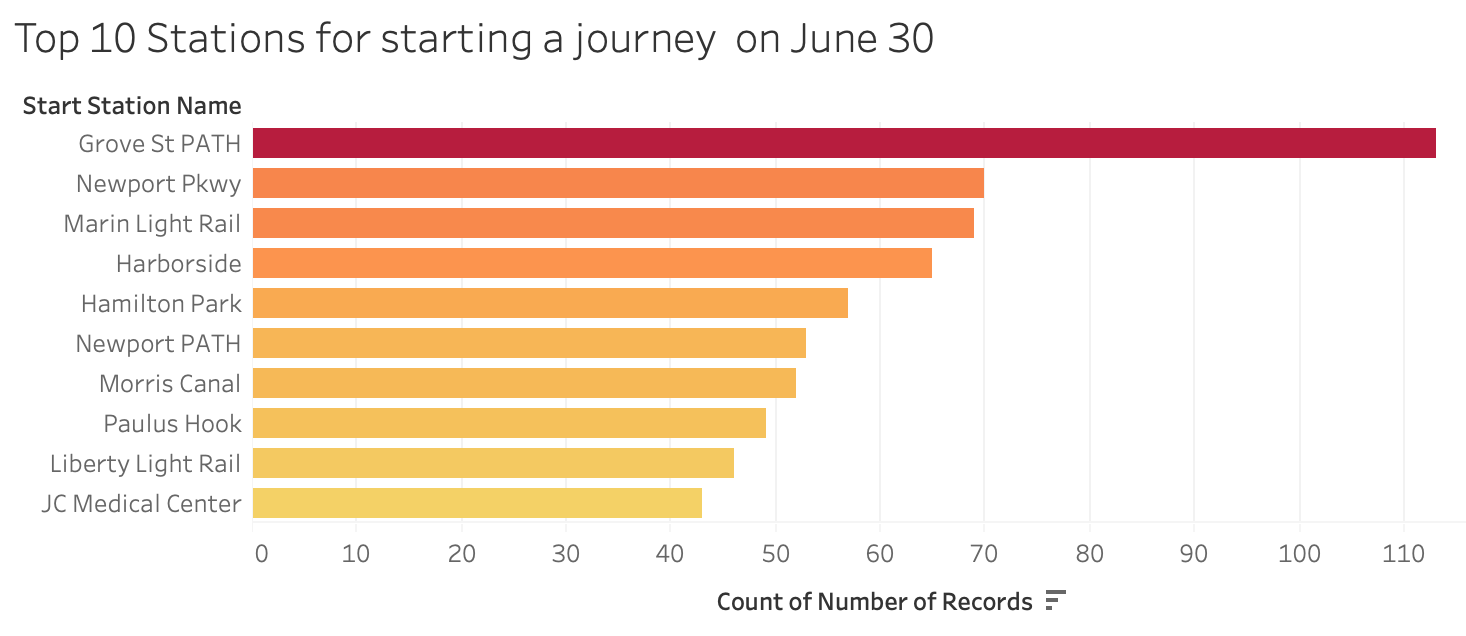 Top 10 Stations for starting a journey  on June 30
Start Station Name
Grove St PATH
Newport Pkwy
Marin Light Rail
Harborside
Hamilton Park
Newport PATH
Morris Canal
Paulus Hook
Liberty Light Rail
JC Medical Center
0 10 20 30 40 50 60 70 80 90 100 110
Count of Number of Records